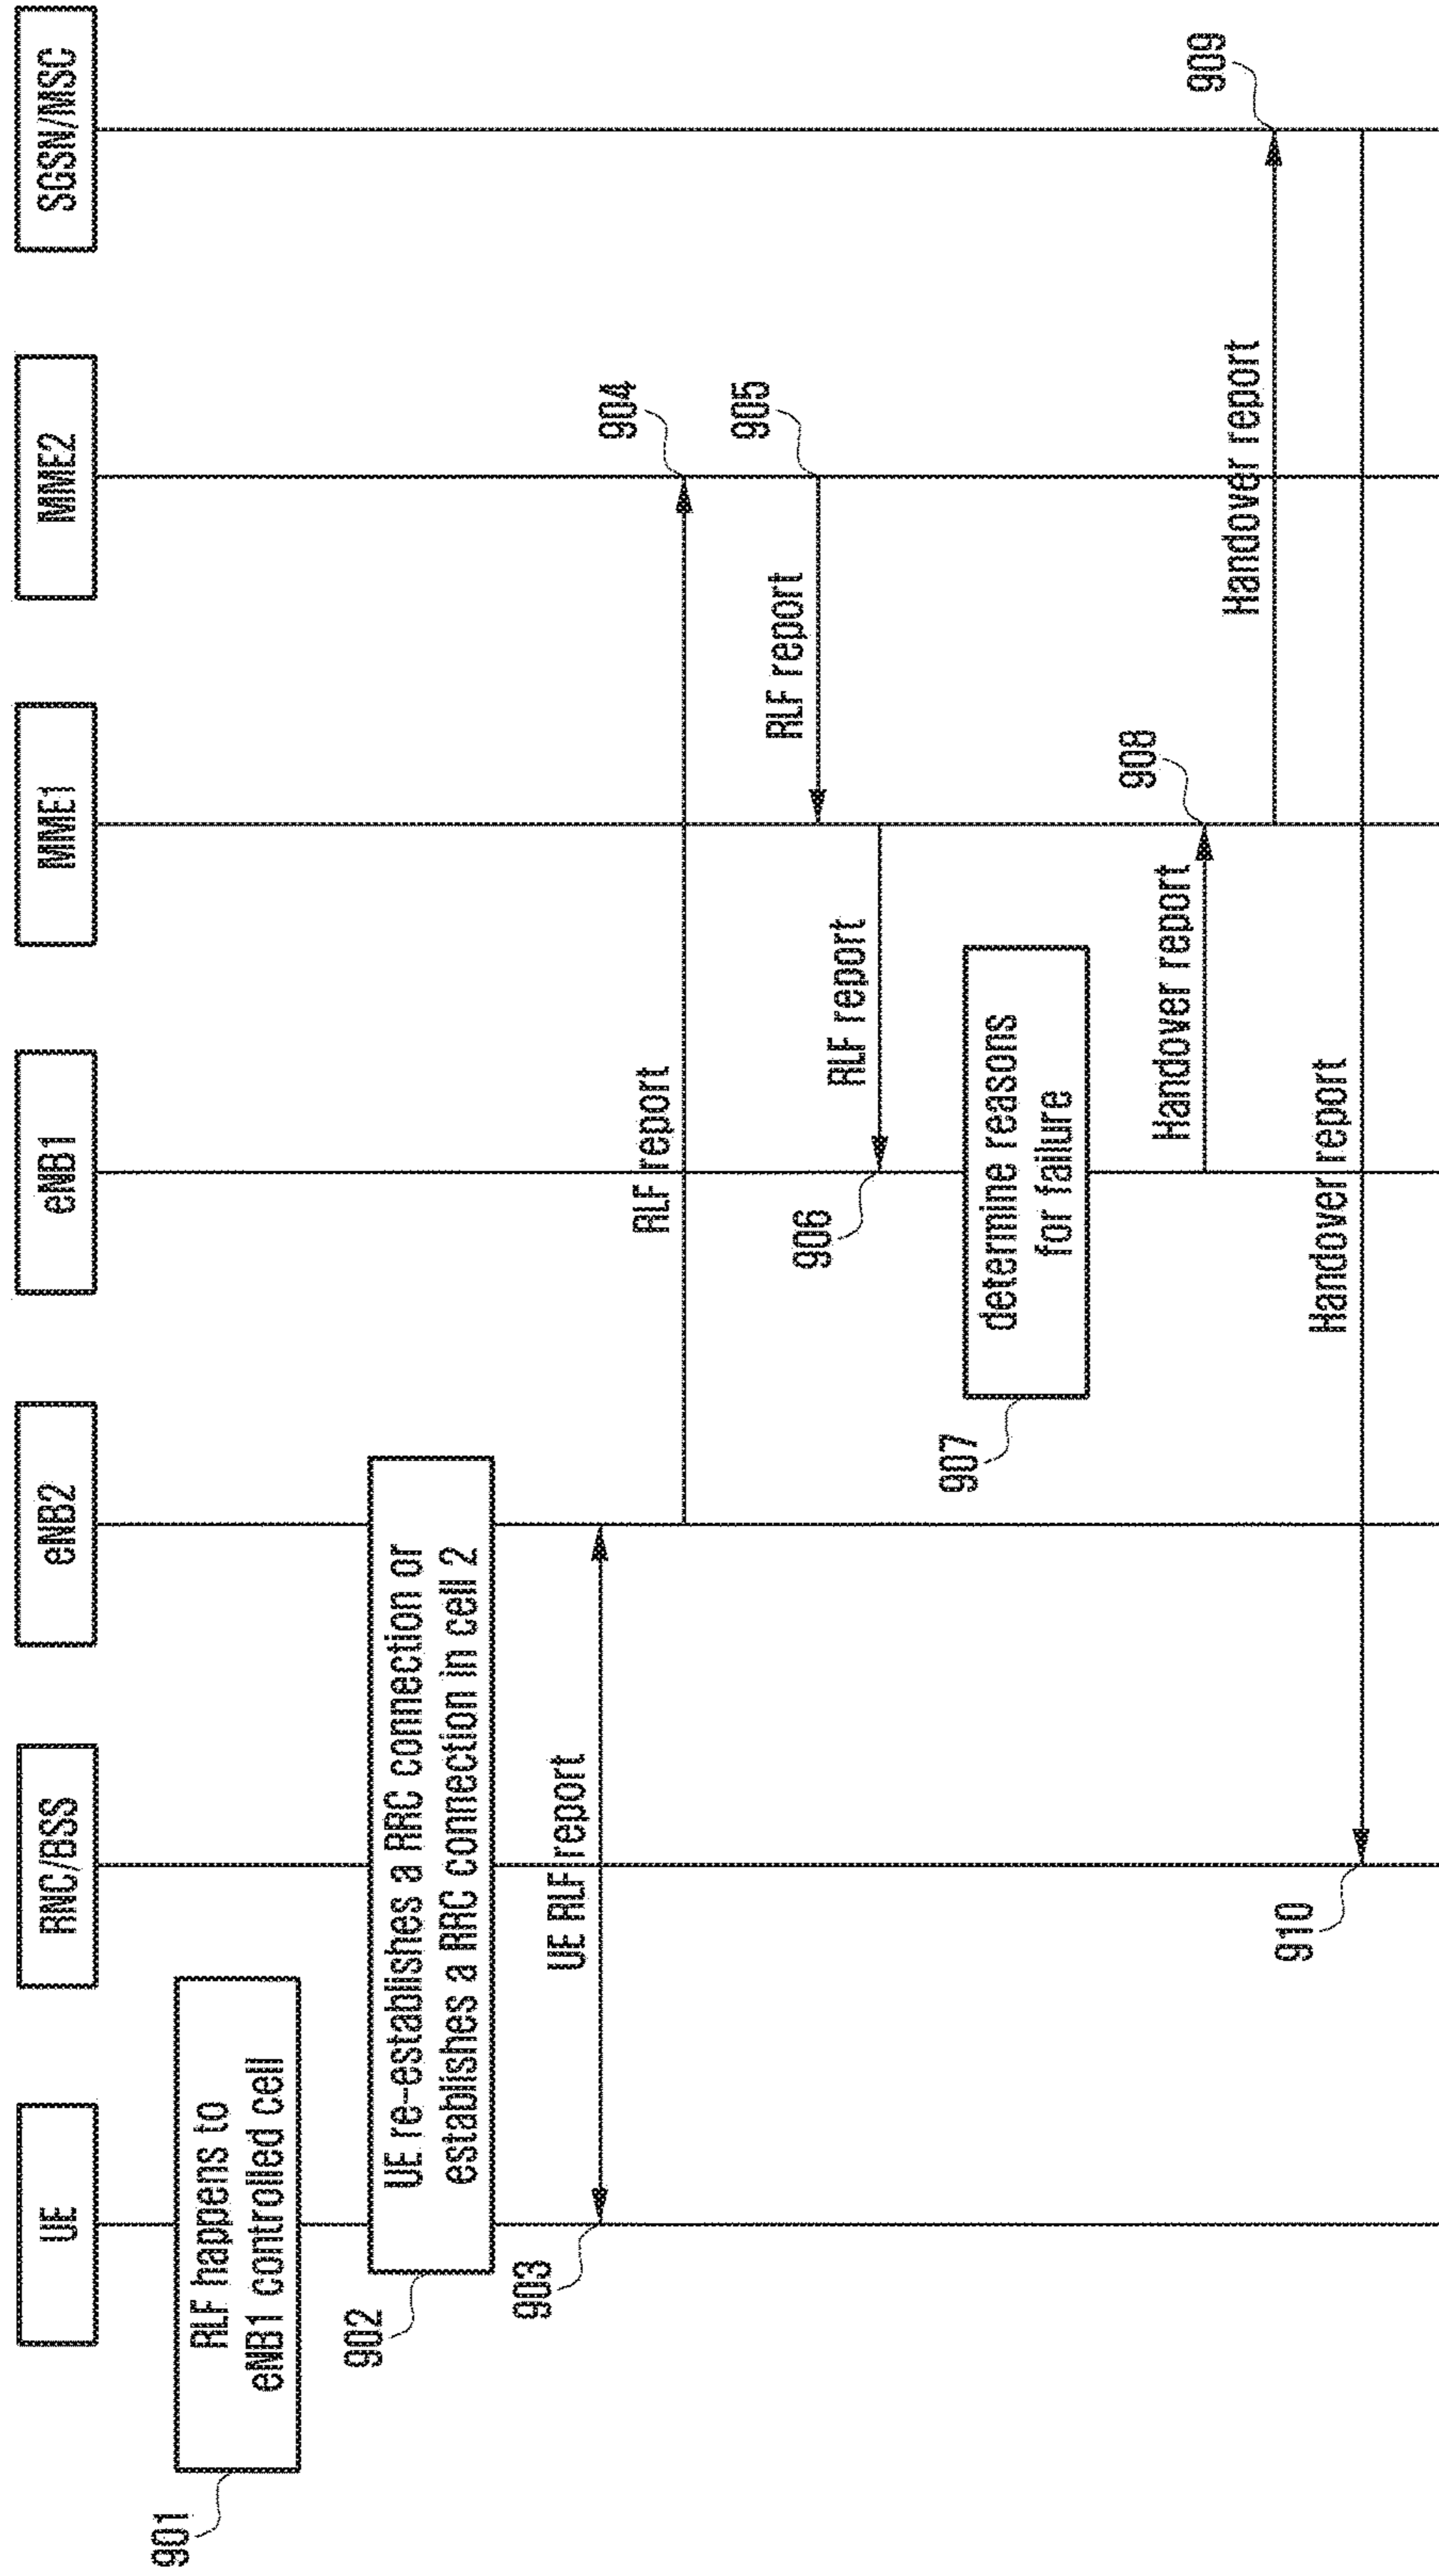 UE
RNC/BSS
eNB2
eNB1
MME1
MME2
SGSN/MSC
901
RLF happens to
eNB1 controlled cell
902
UE re-establishes a RRC connection or
establishes a RRC connection in cell 2
903
UE RLF report
RLF report
904
RLF report
905
906
RLF report
907
determine reasons
for failure
Handover report
908
Handover report
909
910
Handover report